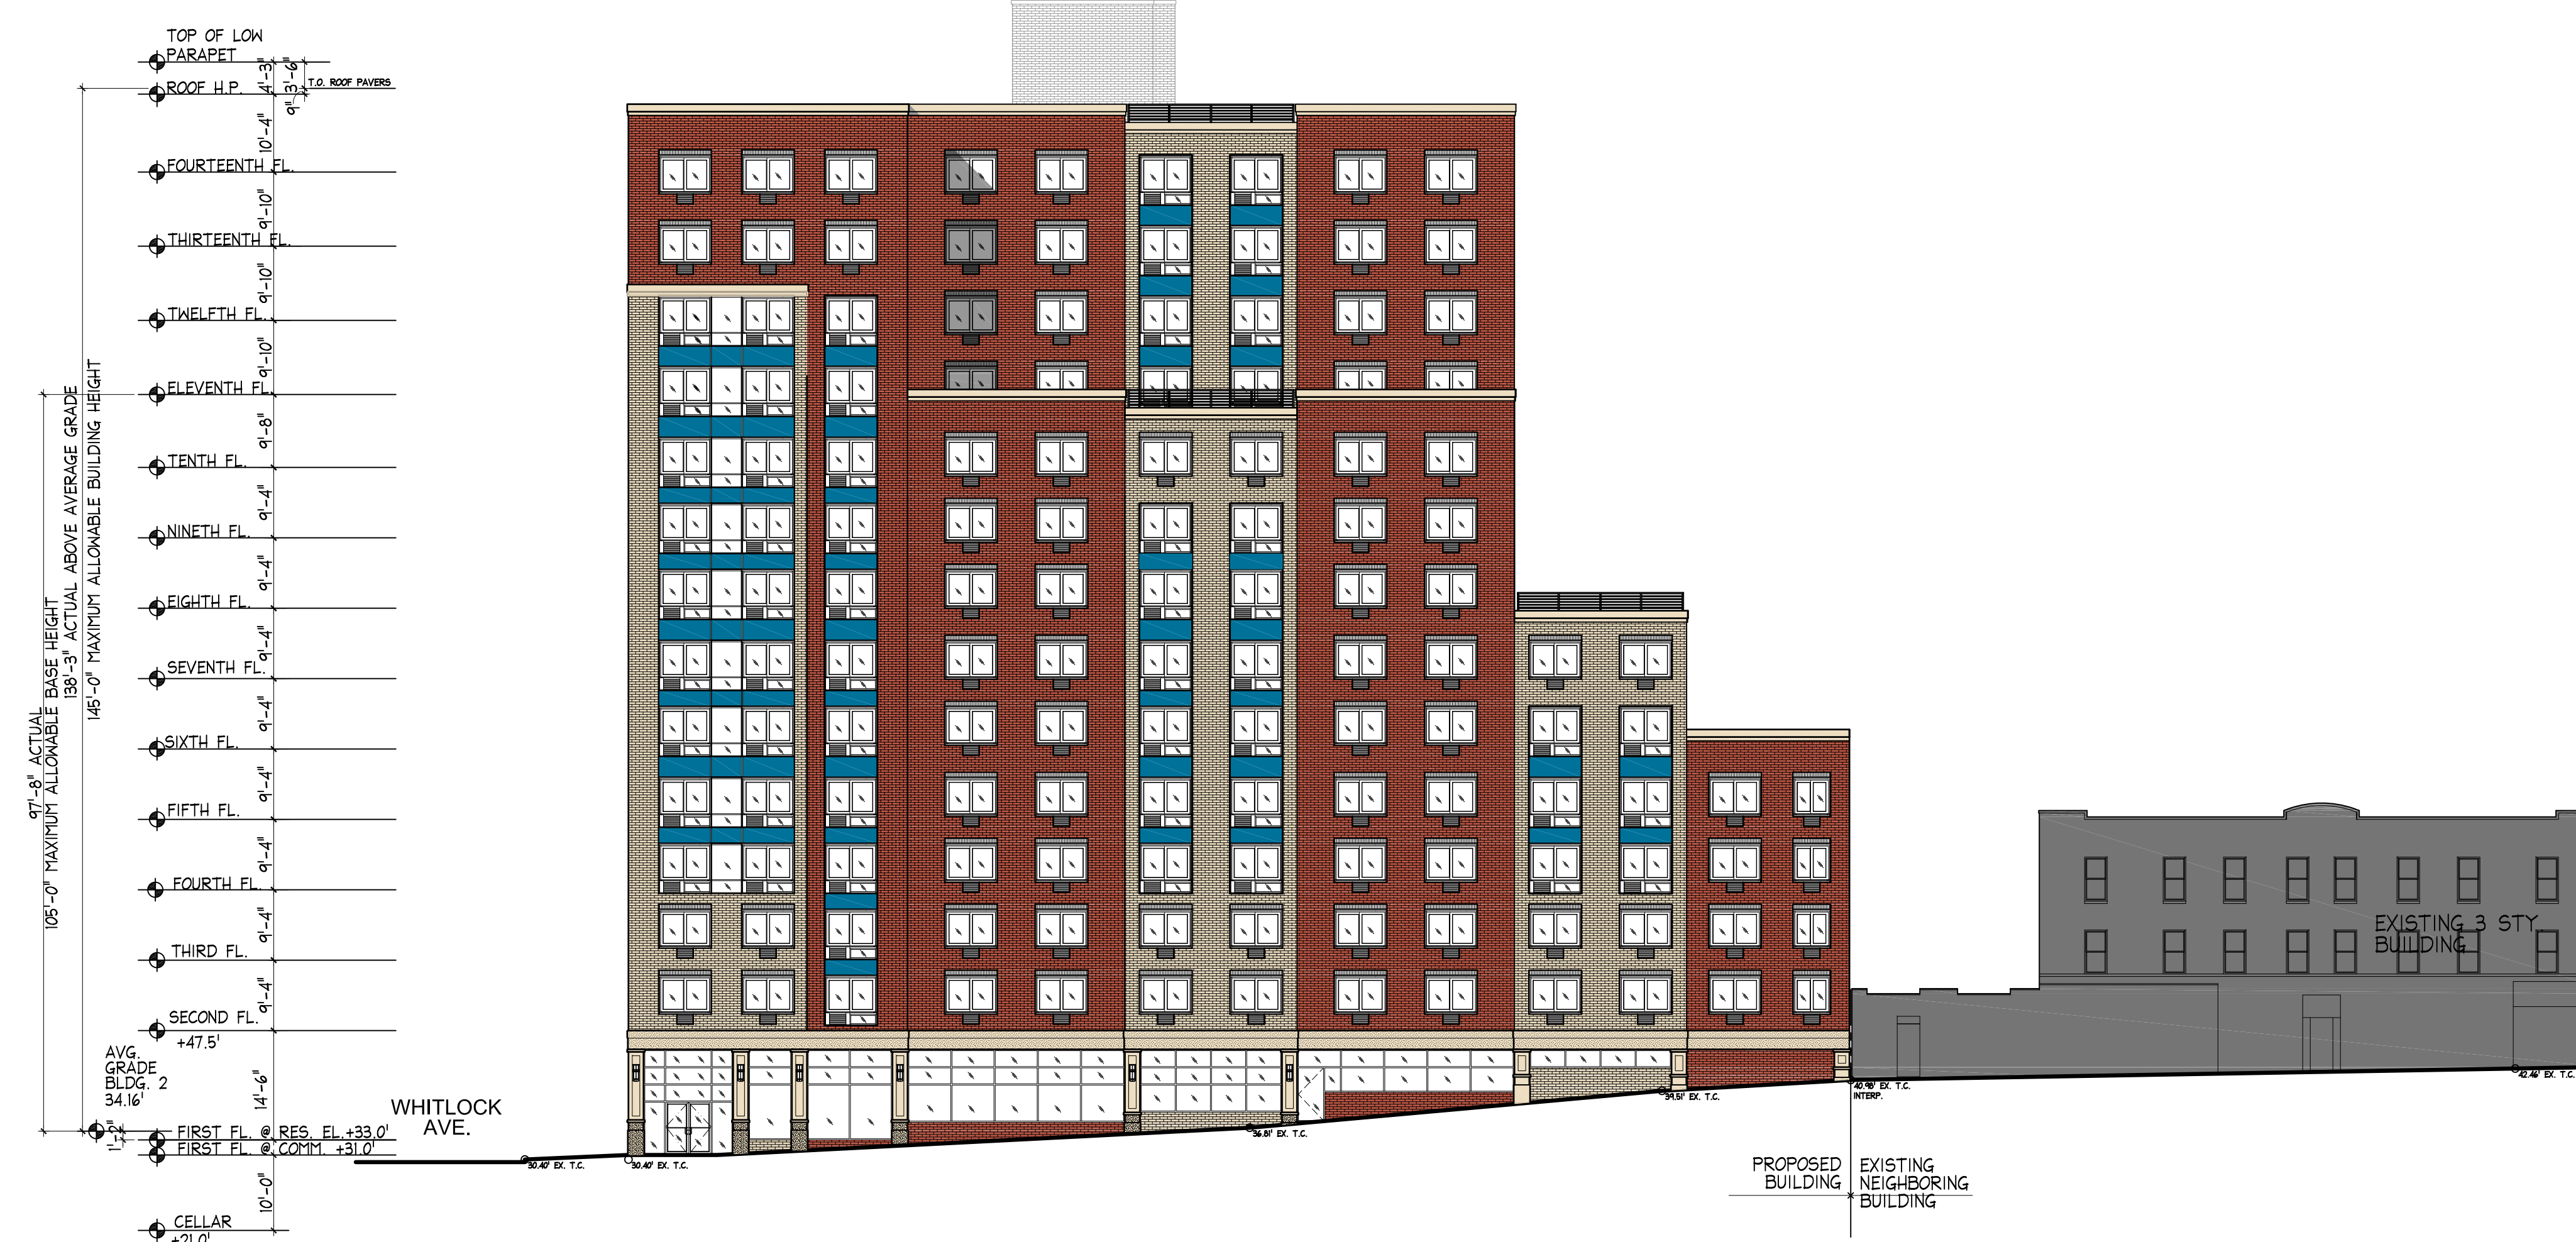 TOP OF LOW
PARAPET
4'-3"
3'-6"
9"
T.O. ROOF PAVERS
ROOF H.P.
10'-4"
FOURTEENTH FL.
9'-10"
THIRTEENTH FL.
9'-10"
TWELFTH FL.
9'-10"
ELEVENTH FL.
9'-8"
TENTH FL.
9'-4"
NINETH FL.
9'-4"
EIGHTH FL.
9'-4"
SEVENTH FL.
9'-4"
SIXTH FL.
9'-4"
FIFTH FL.
9'-4"
FOURTH FL.
9'-4"
THIRD FL.
9'-4"
SECOND FL.
+47.5'
14'-6"
97'-8" ACTUAL
105'-0" MAXIMUM ALLOWABLE BASE HEIGHT
138'-3" ACTUAL ABOVE AVERAGE GRADE
145'-0" MAXIMUM ALLOWABLE BUILDING HEIGHT
AVG.
GRADE
BLDG. 2
34.16'
1'-2"
FIRST FL. @ RES. EL.+33.0'
FIRST FL. @ COMM. +31.0'
10'-0"
CELLAR
+21.0'
WHITLOCK
AVE.
30.40' EX. T.C.
30.40' EX. T.C.
36.81' EX. T.C.
39.51' EX. T.C.
40.98' EX. T.C.
INTERP.
42.46' EX. T.C.
EXISTING 3 STY.
BUILDING
PROPOSED
BUILDING
EXISTING
NEIGHBORING
BUILDING